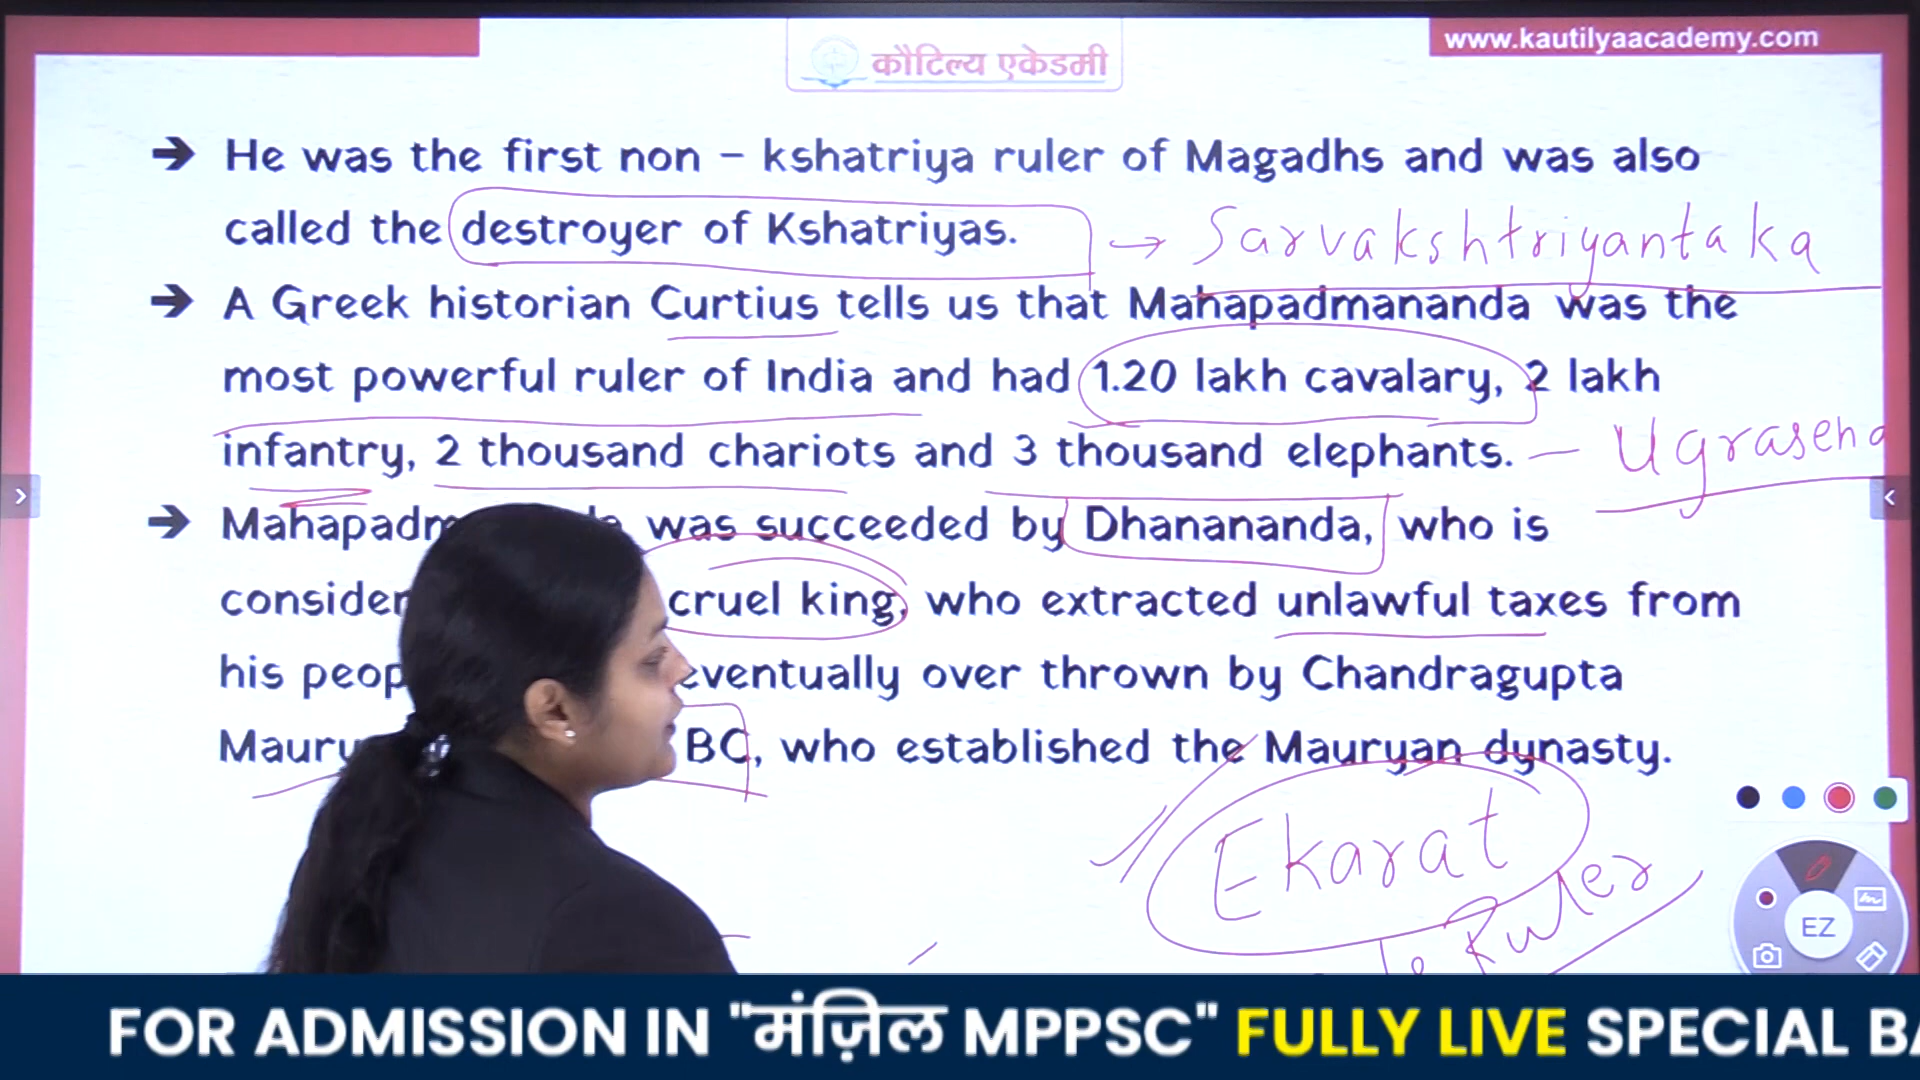 www.kautilyaacademy.com
कौटिल्य एकेडमी
➔ He was the first non – kshatriya ruler of Magadhs and was also
called the destroyer of Kshatriyas. → Sarvakshtriyantaka
➔ A Greek historian Curtius tells us that Mahapadmananda was the
most powerful ruler of India and had 1.20 lakh cavalary, 2 lakh
infantry, 2 thousand chariots and 3 thousand elephants. – Ugrasena
➔ was succeeded by Dhanananda, who is
cruel king, who extracted unlawful taxes from
his eventually over thrown by Chandragupta
BC, who established the Mauryan dynasty.
Ekarat
Ruler
EZ
FOR ADMISSION IN "मंज़िल MPPSC" FULLY LIVE SPECIAL